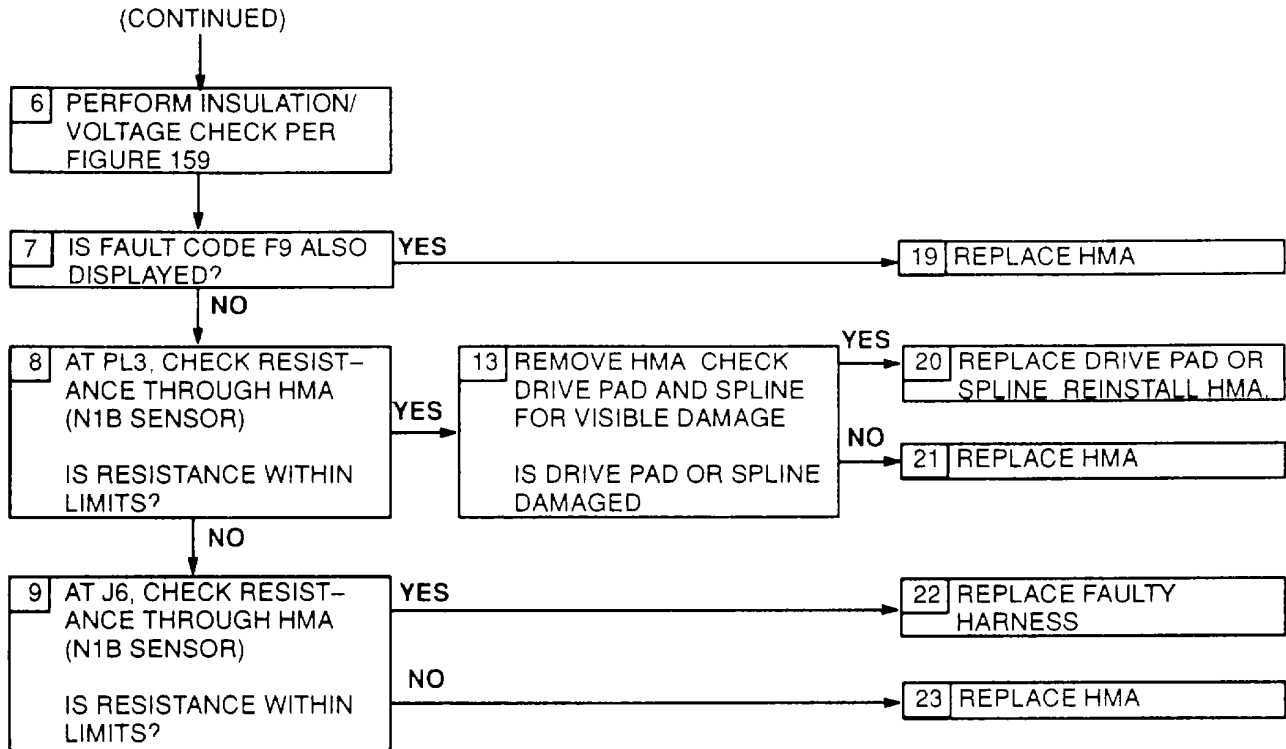 (CONTINUED)
6 PERFORM INSULATION/
VOLTAGE CHECK PER
FIGURE 159
7 IS FAULT CODE F9 ALSO
DISPLAYED?
YES
19 REPLACE HMA
NO
8 AT PL3, CHECK RESIST–
ANCE THROUGH HMA
(N1B SENSOR)
IS RESISTANCE WITHIN
LIMITS?
YES
13 REMOVE HMA CHECK
DRIVE PAD AND SPLINE
FOR VISIBLE DAMAGE
IS DRIVE PAD OR SPLINE
DAMAGED
YES
20 REPLACE DRIVE PAD OR
SPLINE REINSTALL HMA.
NO
21 REPLACE HMA
NO
9 AT J6, CHECK RESIST–
ANCE THROUGH HMA
(N1B SENSOR)
IS RESISTANCE WITHIN
LIMITS?
YES
22 REPLACE FAULTY
HARNESS
NO
23 REPLACE HMA